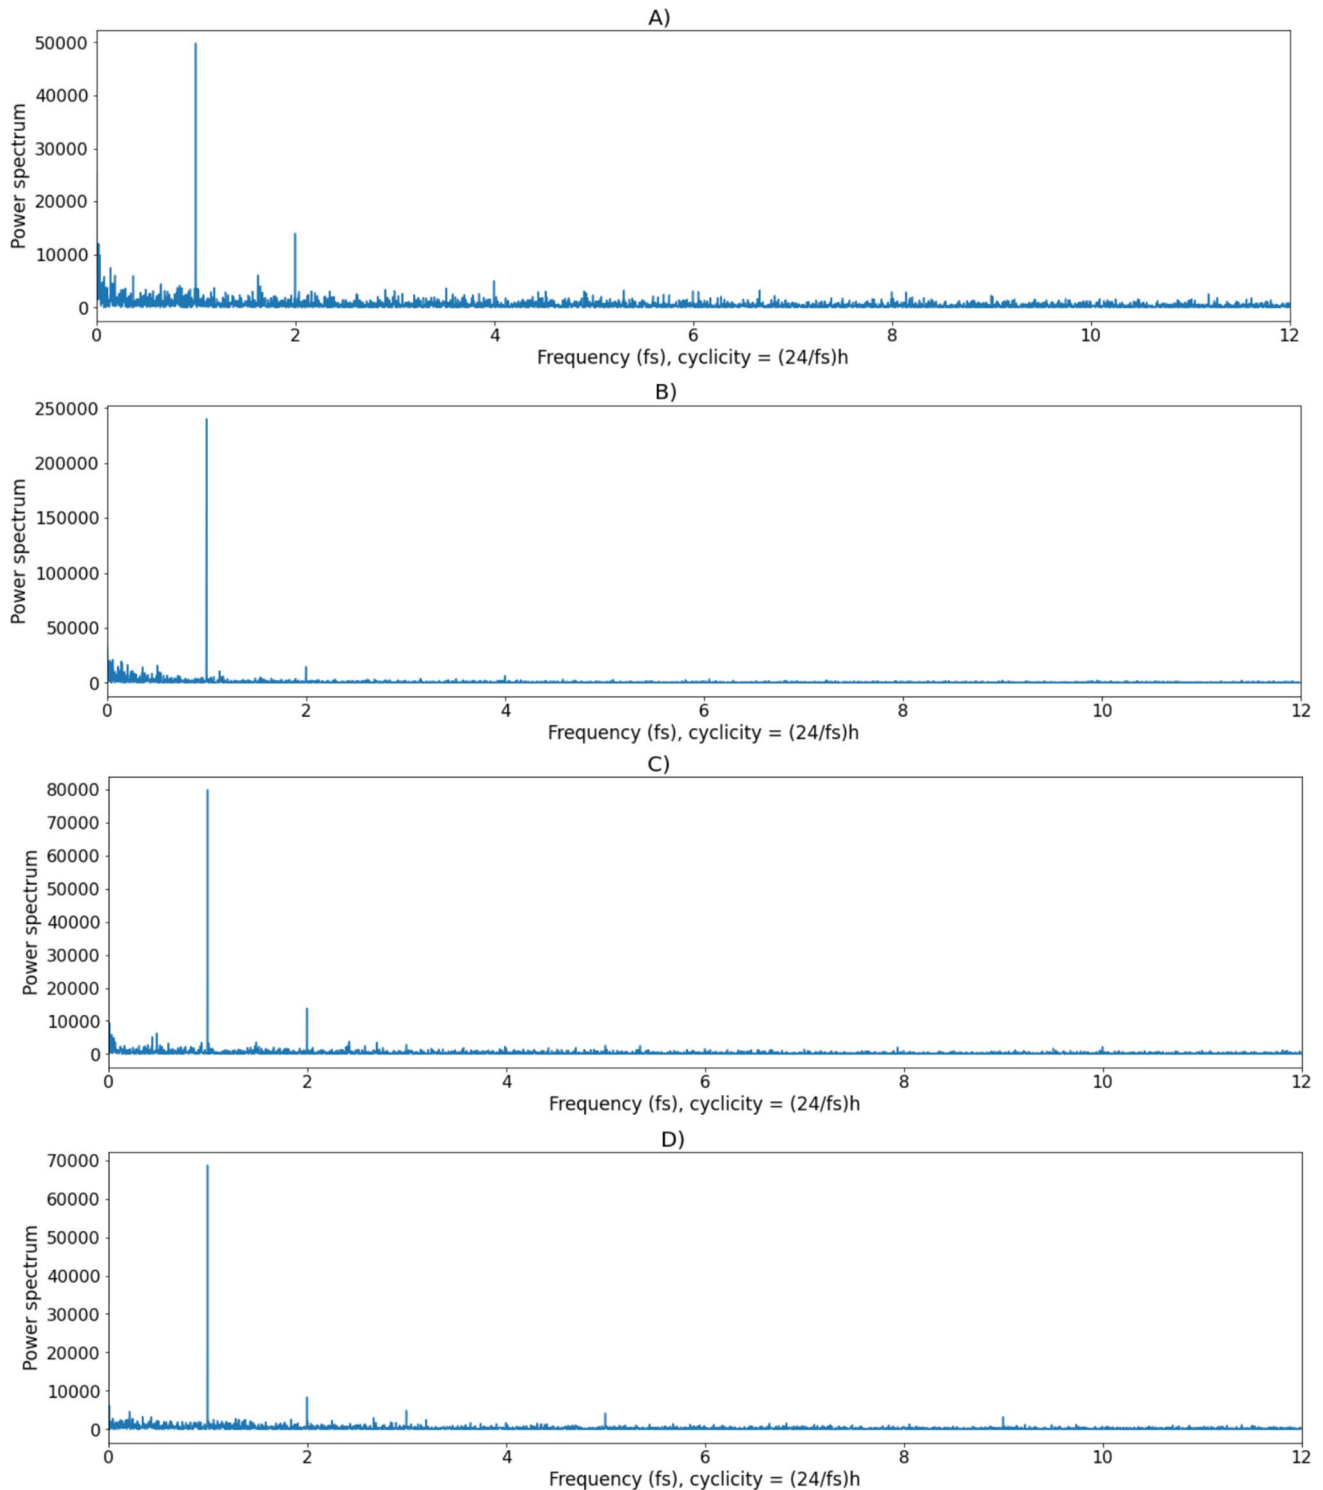 A)
50000
40000
30000
20000
10000
0
Power spectrum
0 2 4 6 8 10 12
Frequency (fs), cyclicity = (24/fs)h
B)
250000
200000
150000
100000
50000
0
Power spectrum
0 2 4 6 8 10 12
Frequency (fs), cyclicity = (24/fs)h
C)
80000
70000
60000
50000
40000
30000
20000
10000
0
Power spectrum
0 2 4 6 8 10 12
Frequency (fs), cyclicity = (24/fs)h
D)
70000
60000
50000
40000
30000
20000
10000
0
Power spectrum
0 2 4 6 8 10 12
Frequency (fs), cyclicity = (24/fs)h